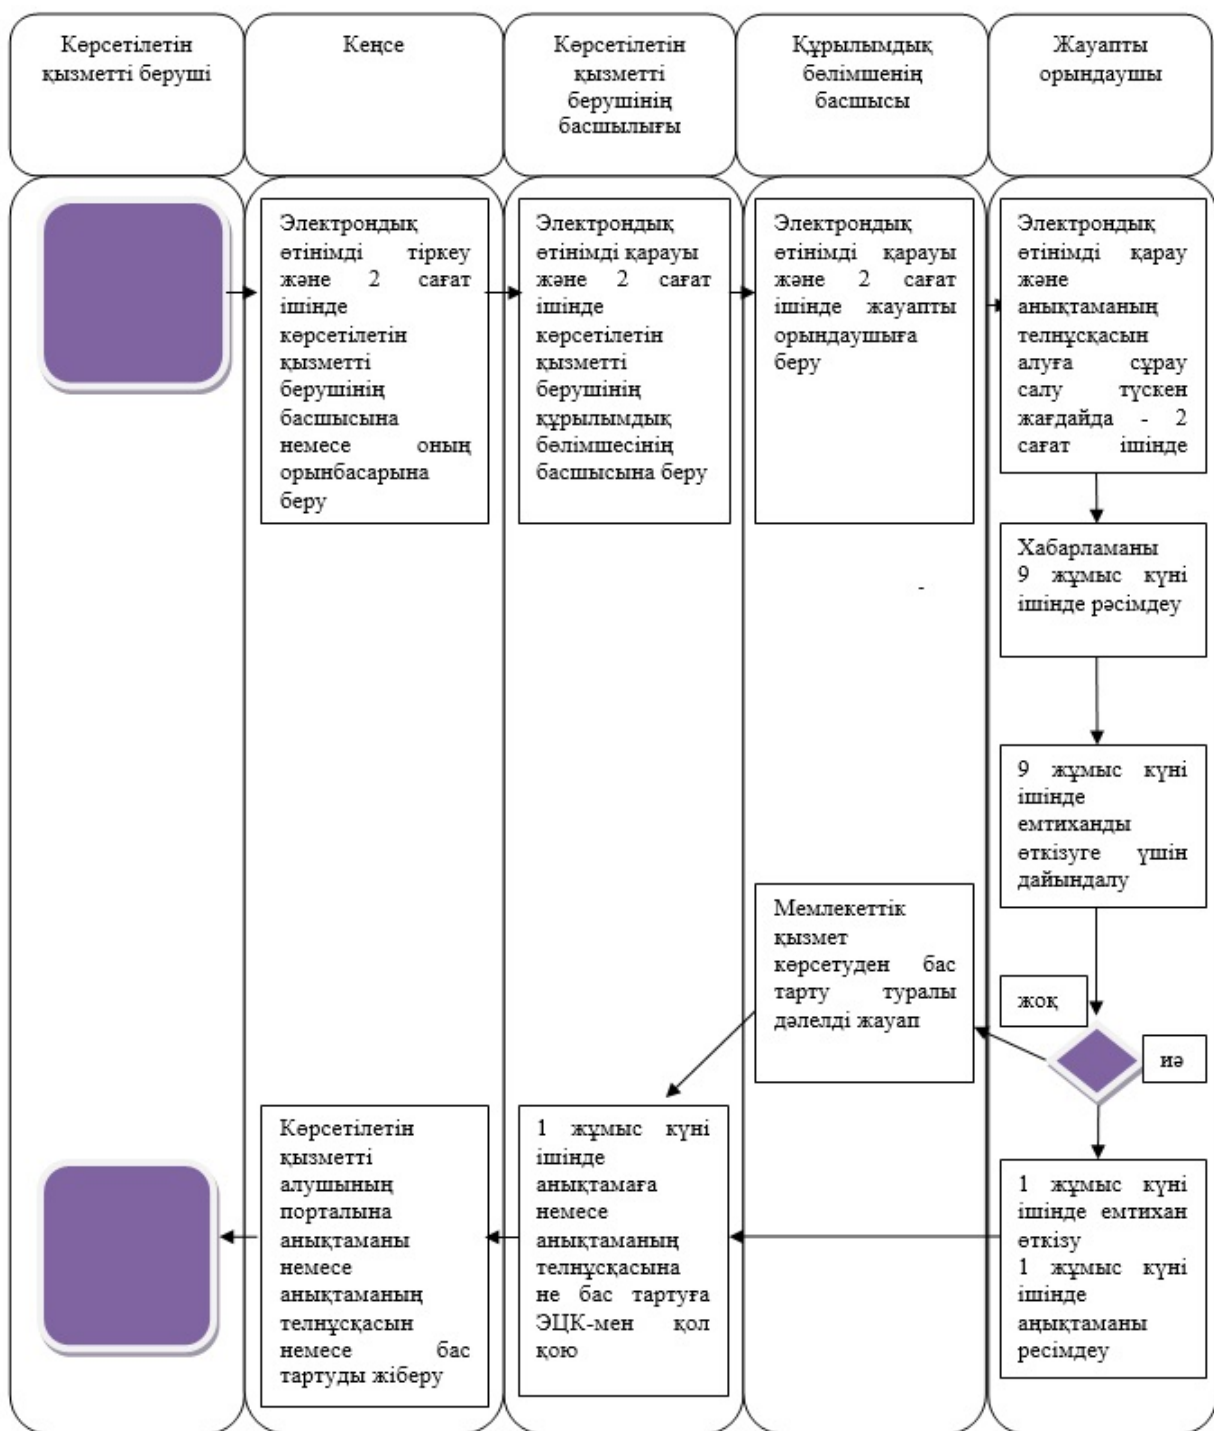 Көрсетілетін
қызметті беруші
Кеңсе
Көрсетілетін
қызметті
берушінің
басшылығы
Құрылымдық
бөлімшенің
басшысы
Жауапты
орындаушы
Электрондық
өтінімді тіркеу
және 2 сағат
ішінде
көрсетілетін
қызметті
берушінің
басшысына
немесе оның
орынбасарына
беру
Электрондық
өтінімді қарауы
және 2 сағат
ішінде
көрсетілетін
қызметті
берушінің
құрылымдық
бөлімшесінің
басшысына беру
Электрондық
өтінімді қарауы
және 2 сағат
ішінде жауапты
орындаушыға
беру
Электрондық
өтінімді қарау
және
анықтаманың
телнұсқасын
алуға сұрау
салу түскен
жағдайда - 2
сағат ішінде
Хабарламаны
9 жұмыс күні
ішінде рәсімдеу
-
9 жұмыс күні
ішінде
емтиханды
өткізуге үшін
дайындалу
Мемлекеттік
қызмет
көрсетуден бас
тарту туралы
дәлелді жауап
жоқ
иә
Көрсетілетін
қызметті
алушының
порталына
анықтаманы
немесе
анықтаманың
телнұсқасын
немесе бас
тартуды жіберу
1 жұмыс күні
ішінде
анықтамаға
немесе
анықтаманың
телнұсқасына
не бас тартуға
ЭЦК-мен қол
қою
1 жұмыс күні
ішінде емтихан
өткізу
1 жұмыс күні
ішінде
аңықтаманы
ресімдеу